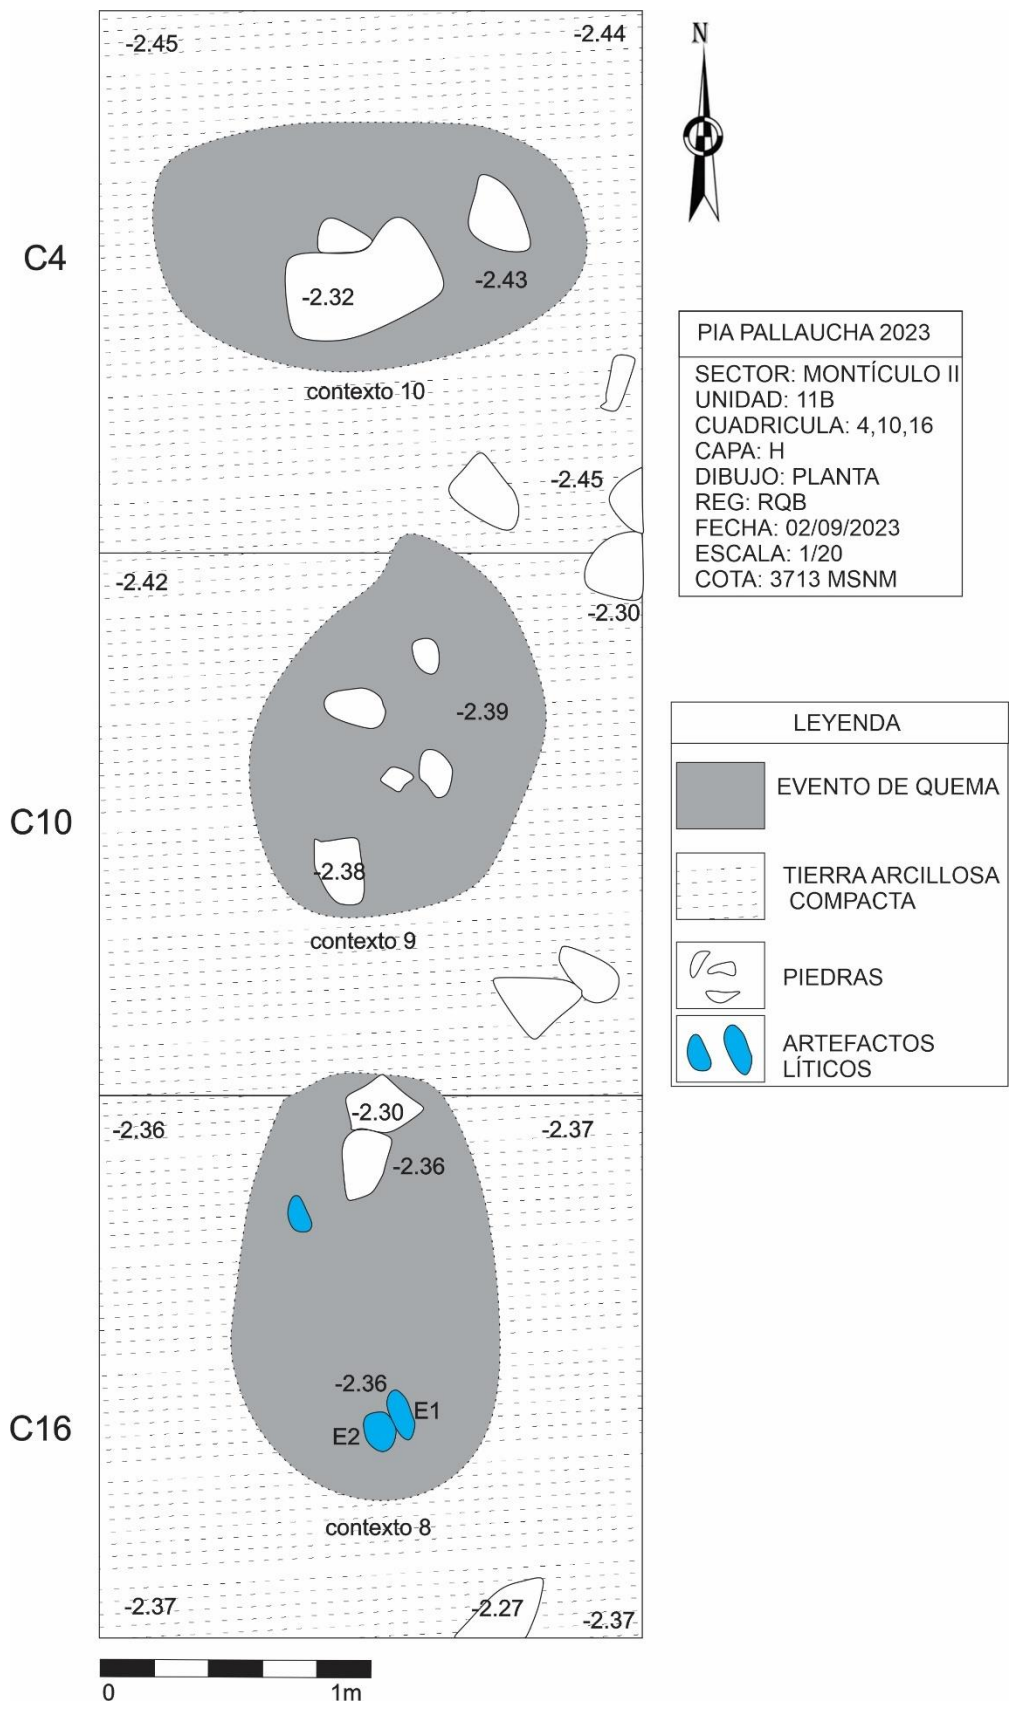 -2.45
-2.44
N
C4
-2.43
-2.32
contexto 10
PIA PALLAUCHA 2023
SECTOR: MONTÍCULO II
UNIDAD: 11B
CUADRICULA: 4,10,16
CAPA: H
DIBUJO: PLANTA
REG: RQB
FECHA: 02/09/2023
ESCALA: 1/20
COTA: 3713 MSNM
-2.45
-2.42
-2.30
-2.39
C10
-2.38
contexto 9
LEYENDA
EVENTO DE QUEMA
TIERRA ARCILLOSA
COMPACTA
PIEDRAS
ARTEFACTOS
LÍTICOS
-2.30
-2.36
-2.37
-2.36
-2.36
E1
E2
C16
contexto 8
-2.37
-2.27
-2.37
0
1m